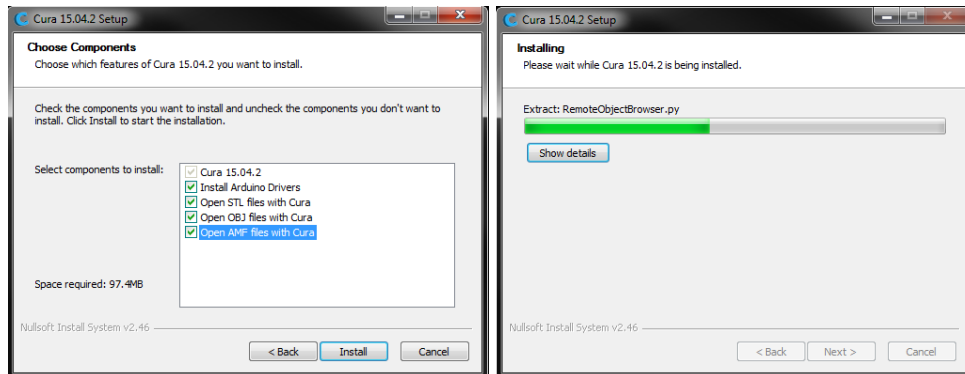 Cura 15.04.2 Setup
Choose Components
Choose which features of Cura 15.04.2 you want to install.
Check the components you want to install and uncheck the components you don't want to
install. Click Install to start the installation.
Select components to install:
Cura 15.04.2
Install Arduino Drivers
Open STL files with Cura
Open OBJ files with Cura
Open AMF files with Cura
Space required: 97.4MB
Nullsoft Install System v2.46
< Back
Install
Cancel
Cura 15.04.2 Setup
Installing
Please wait while Cura 15.04.2 is being installed.
Extract: RemoteObjectBrowser.py
Show details
Nullsoft Install System v2.46
< Back
Next >
Cancel